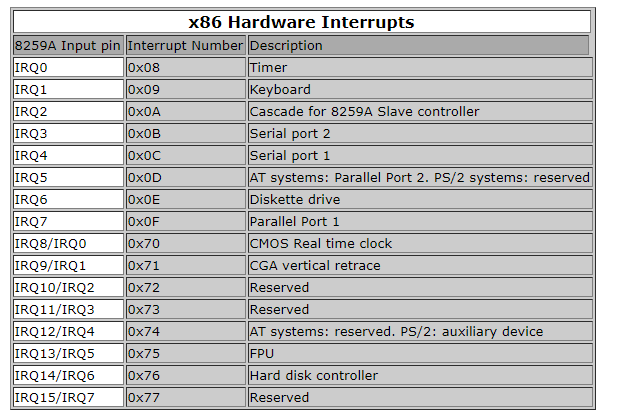 x86 Hardware Interrupts
8259A Input pin Interrupt Number Description
IRQ0 0x08 Timer
IRQ1 0x09 Keyboard
IRQ2 0x0A Cascade for 8259A Slave controller
IRQ3 0x0B Serial port 2
IRQ4 0x0C Serial port 1
IRQ5 0x0D AT systems: Parallel Port 2. PS/2 systems: reserved
IRQ6 0x0E Diskette drive
IRQ7 0x0F Parallel Port 1
IRQ8/IRQ0 0x70 CMOS Real time clock
IRQ9/IRQ1 0x71 CGA vertical retrace
IRQ10/IRQ2 0x72 Reserved
IRQ11/IRQ3 0x73 Reserved
IRQ12/IRQ4 0x74 AT systems: reserved. PS/2: auxiliary device
IRQ13/IRQ5 0x75 FPU
IRQ14/IRQ6 0x76 Hard disk controller
IRQ15/IRQ7 0x77 Reserved